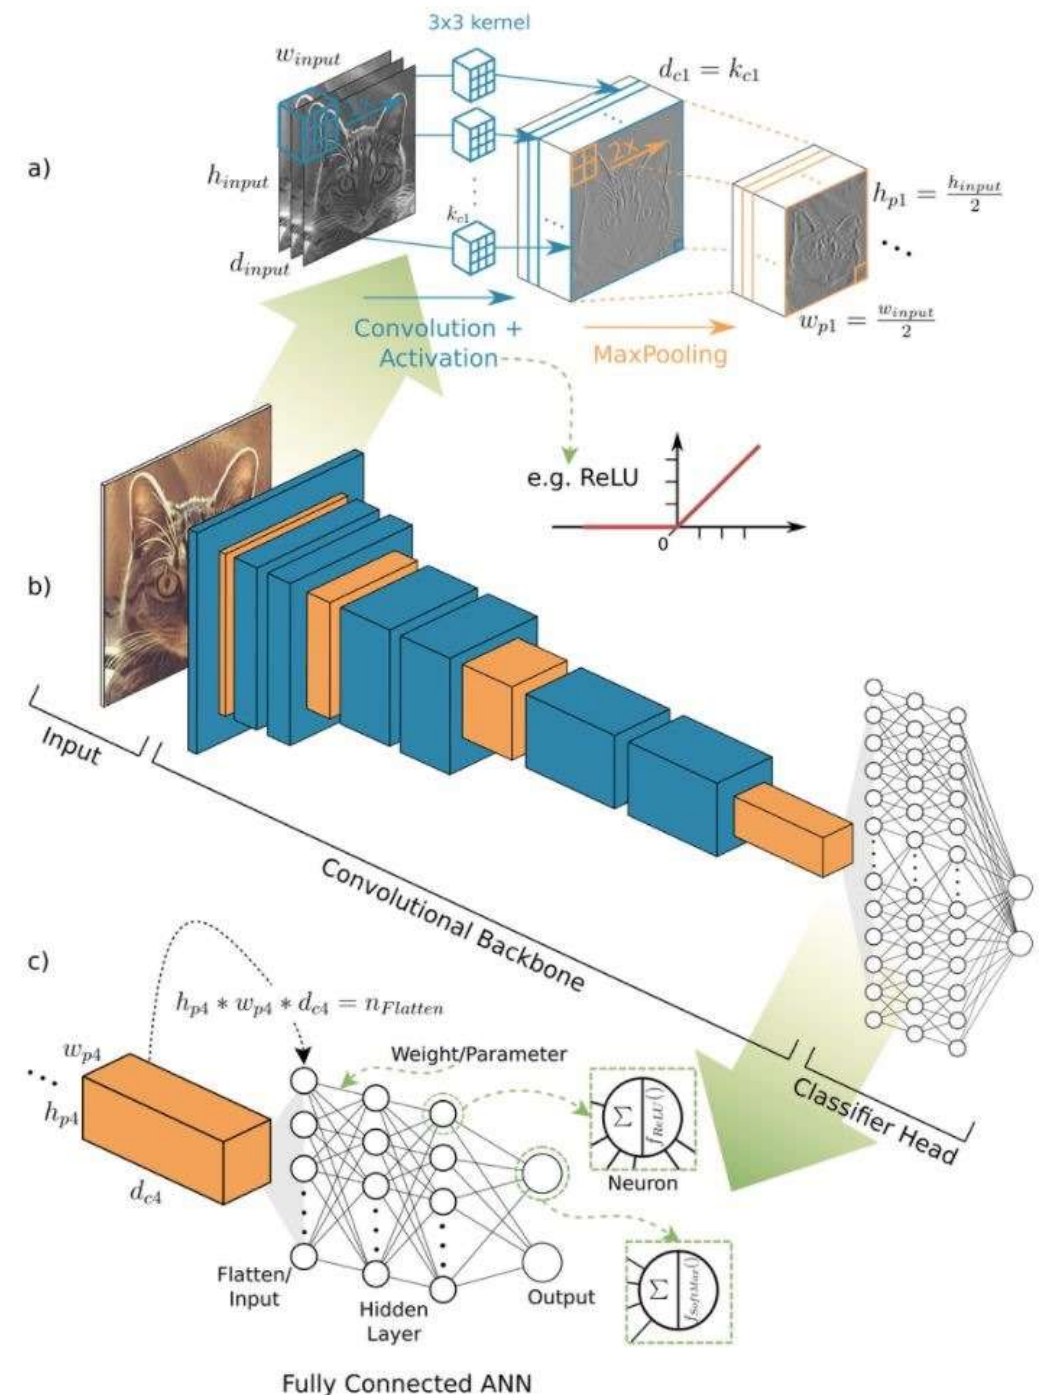 3x3 kernel
w_input
d_c1 = k_c1
2x
a)
h_input
k_c1
h_p1 = h_input/2
d_input
w_p1 = w_input/2
Convolution +
Activation
MaxPooling
e.g. ReLU
0
b)
Input
Convolutional Backbone
Classifier Head
c)
h_p4 * w_p4 * d_c4 = n_Flatten
w_p4
h_p4
d_c4
Weight/Parameter
Σ f_ReLU()
Neuron
Σ f_SoftMax()
Flatten/
Input
Hidden
Layer
Output
Fully Connected ANN